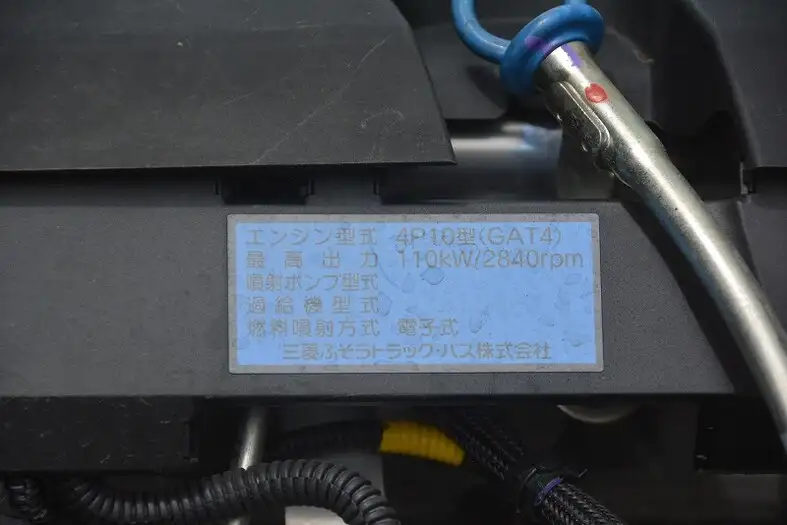 エンジン型式 4P10型(GAT4)
最高出力 110kW/2840rpm
噴射ポンプ型式
過給機型式
燃料噴射方式 電子式
三菱ふそうトラック・バス株式会社